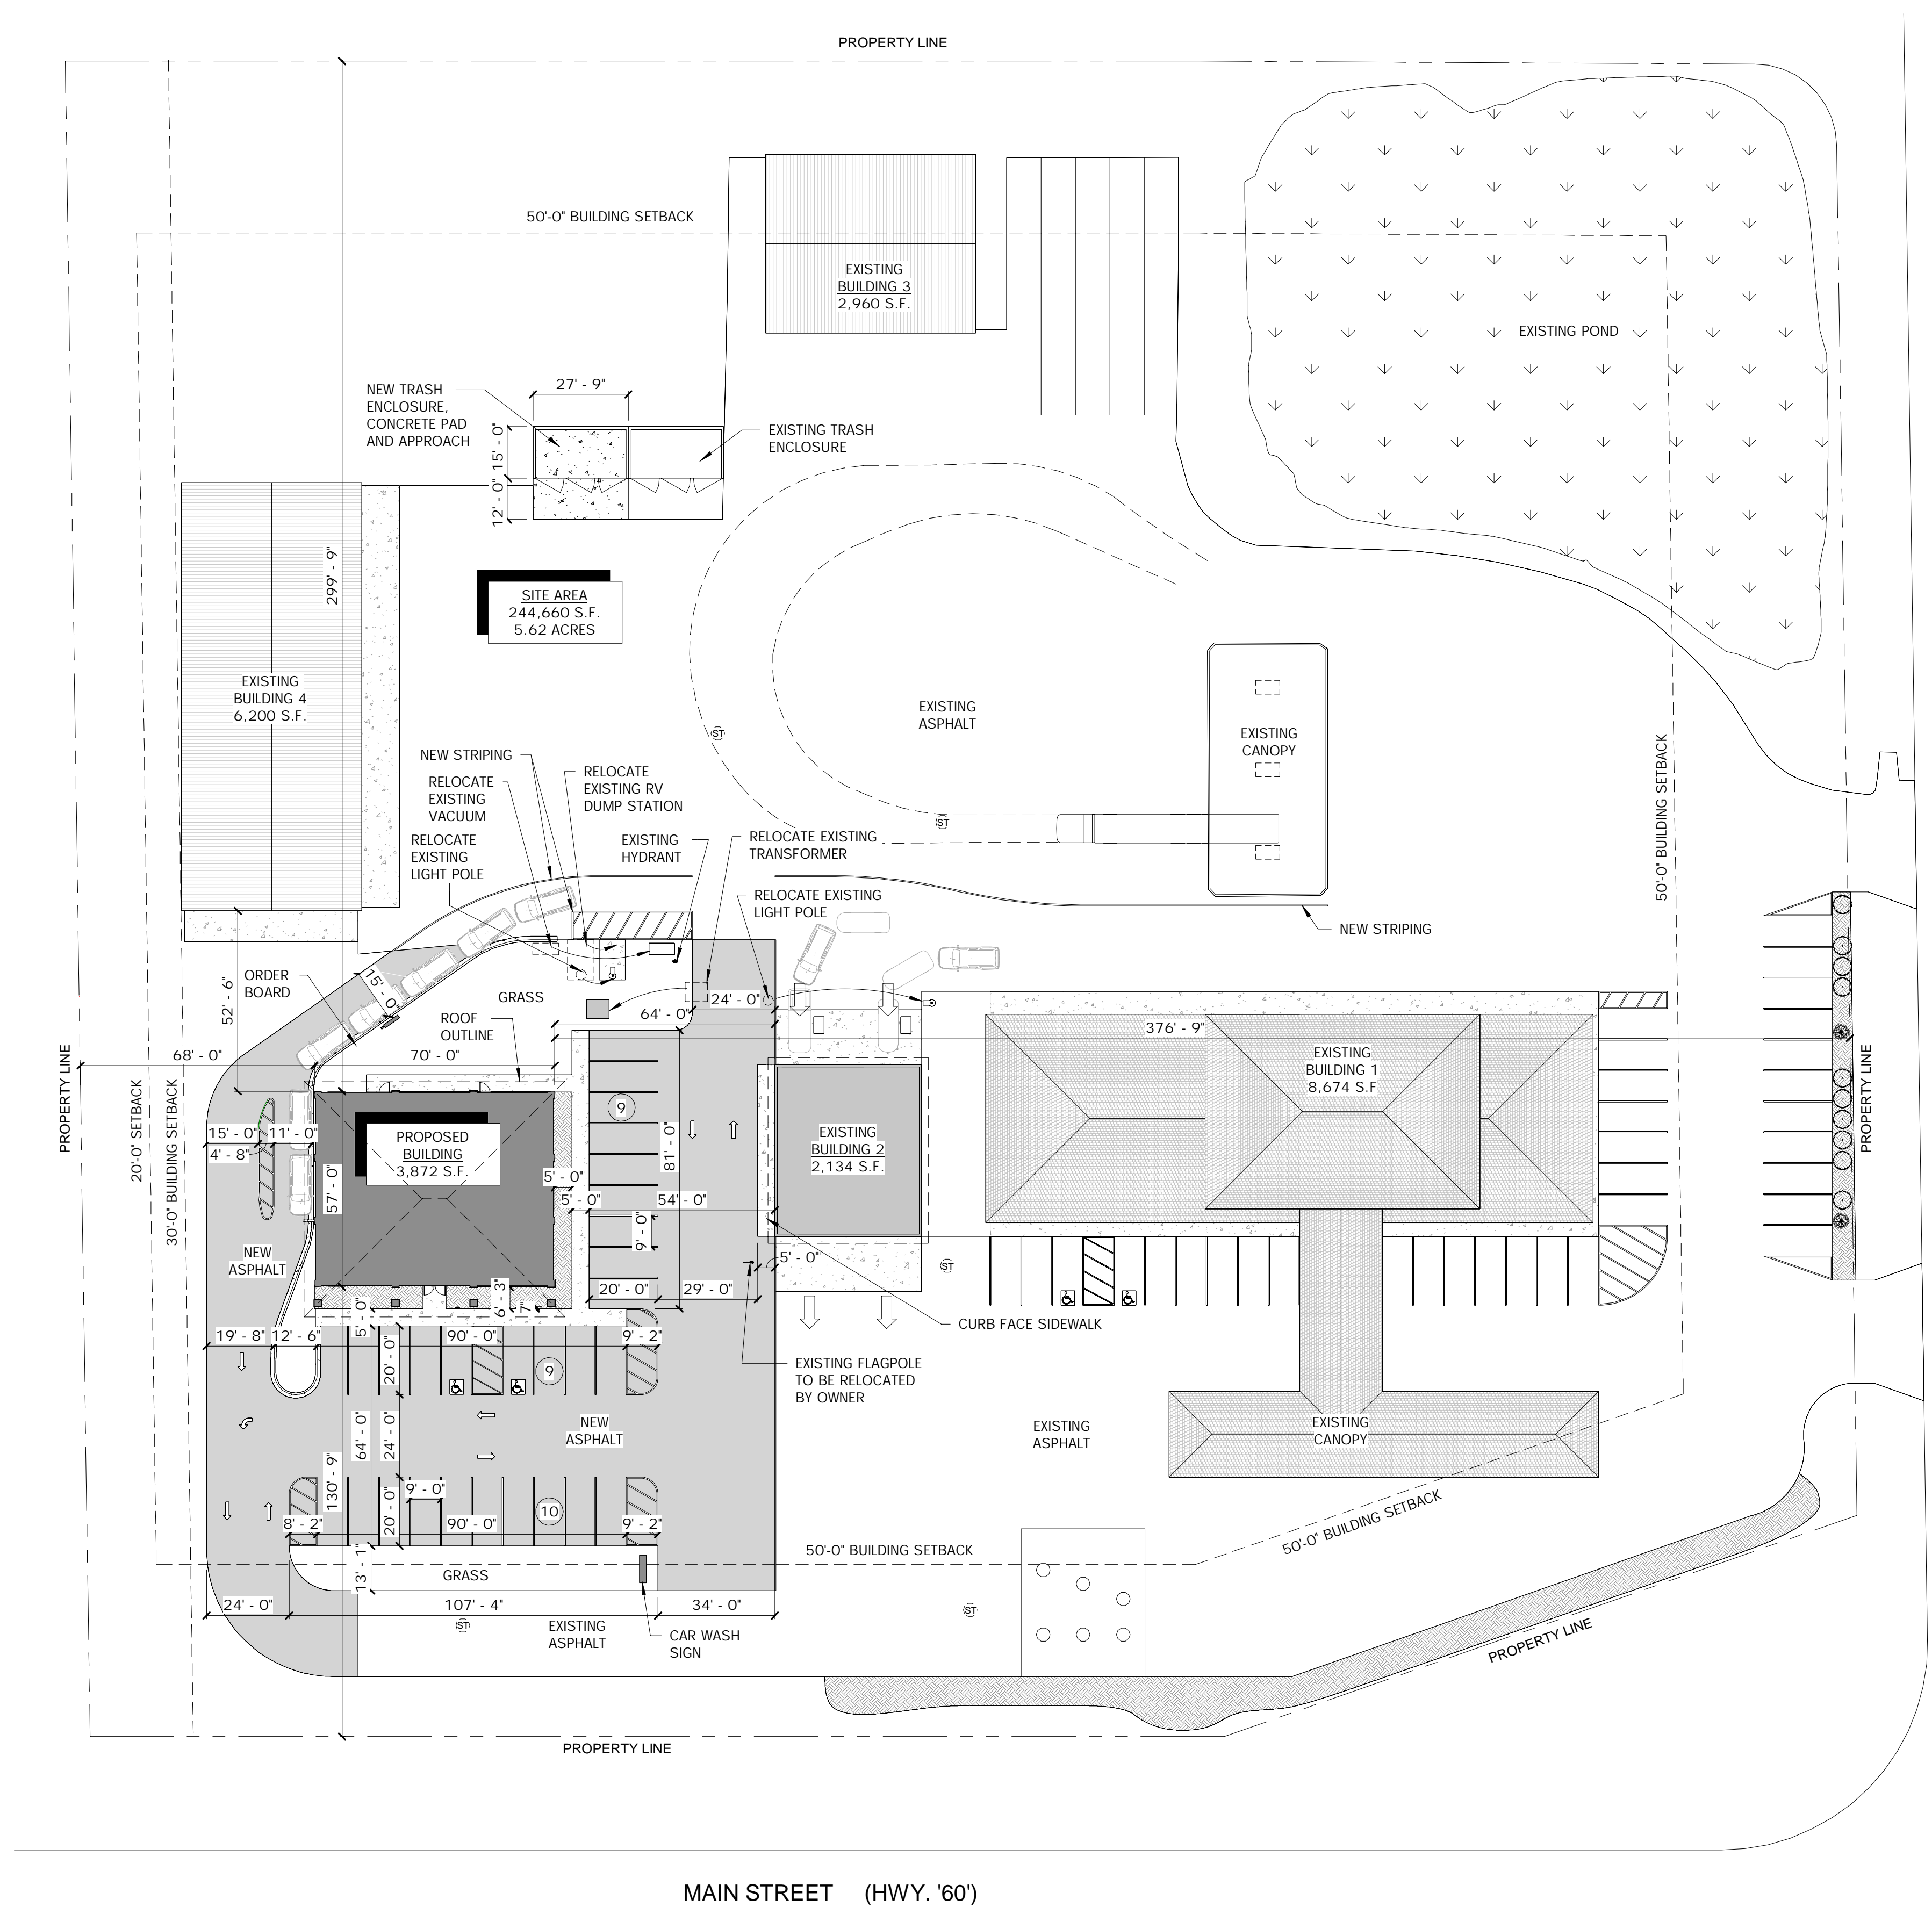 PROPERTY LINE
50'-0" BUILDING SETBACK
EXISTING
BUILDING 3
2,960 S.F.
EXISTING POND
27' - 9"
NEW TRASH
ENCLOSURE,
CONCRETE PAD
AND APPROACH
15' - 0"
12' - 0"
EXISTING TRASH
ENCLOSURE
299' - 9"
SITE AREA
244,660 S.F.
5.62 ACRES
EXISTING
BUILDING 4
6,200 S.F.
EXISTING
ASPHALT
EXISTING
CANOPY
ST
ST
50'-0" BUILDING SETBACK
NEW STRIPING
RELOCATE
EXISTING
VACUUM
RELOCATE
EXISTING RV
DUMP STATION
RELOCATE
EXISTING
LIGHT POLE
EXISTING
HYDRANT
RELOCATE EXISTING
TRANSFORMER
RELOCATE EXISTING
LIGHT POLE
NEW STRIPING
ORDER
BOARD
15' - 0"
52' - 6"
GRASS
ROOF
OUTLINE
24' - 0"
64' - 0"
376' - 9"
68' - 0"
70' - 0"
PROPERTY LINE
20'-0" SETBACK
30'-0" BUILDING SETBACK
EXISTING
BUILDING 1
8,674 S.F
PROPERTY LINE
9
15' - 0"
11' - 0"
4' - 8"
PROPOSED
BUILDING
3,872 S.F.
57' - 0"
81' - 0"
EXISTING
BUILDING 2
2,134 S.F.
5' - 0"
5' - 0"
54' - 0"
9' - 0"
NEW
ASPHALT
5' - 0"
ST
20' - 0"
29' - 0"
6' - 3"
7"
5' - 0"
CURB FACE SIDEWALK
19' - 8"
12' - 6"
90' - 0"
9' - 2"
20' - 0"
9
EXISTING FLAGPOLE
TO BE RELOCATED
BY OWNER
NEW
ASPHALT
64' - 0"
24' - 0"
EXISTING
ASPHALT
EXISTING
CANOPY
130' - 9"
9' - 0"
20' - 0"
10
8' - 2"
90' - 0"
9' - 2"
50'-0" BUILDING SETBACK
50'-0" BUILDING SETBACK
13' - 1"
GRASS
24' - 0"
107' - 4"
34' - 0"
ST
EXISTING
ASPHALT
CAR WASH
SIGN
ST
PROPERTY LINE
PROPERTY LINE
MAIN STREET (HWY. '60')